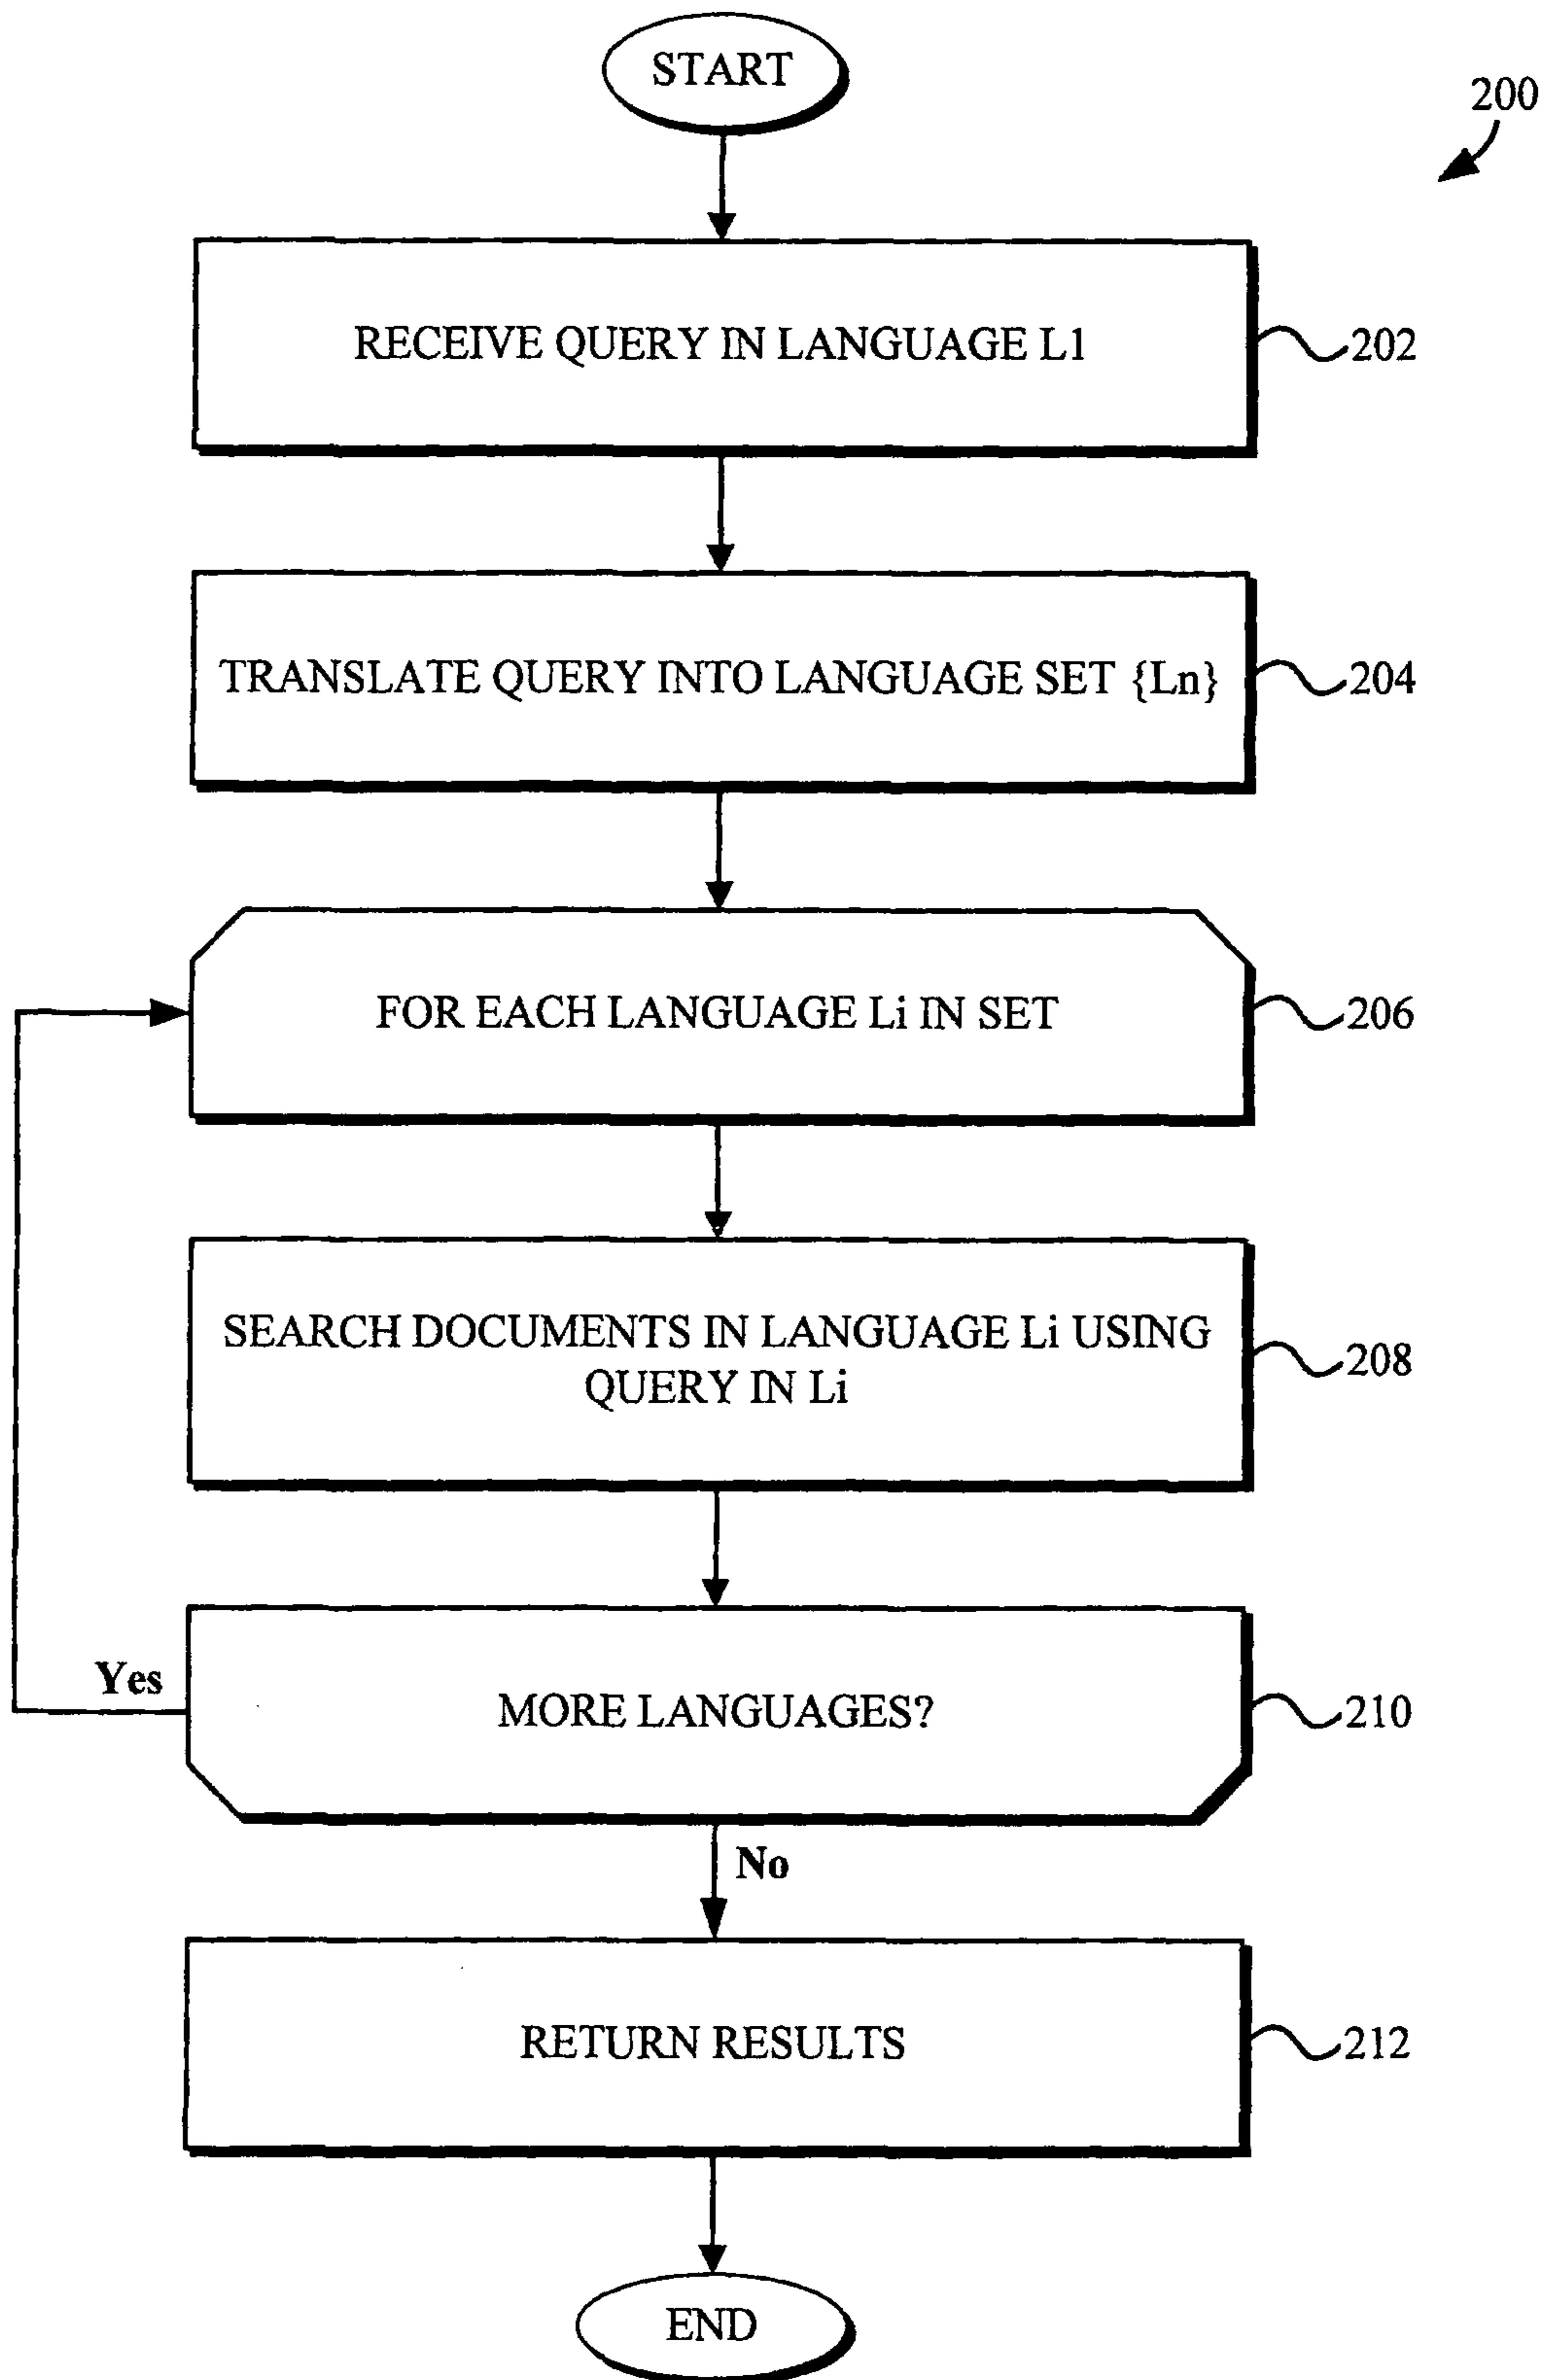 START
200
RECEIVE QUERY IN LANGUAGE L1
202
TRANSLATE QUERY INTO LANGUAGE SET {Ln}
204
FOR EACH LANGUAGE Li IN SET
206
SEARCH DOCUMENTS IN LANGUAGE Li USING
QUERY IN Li
208
Yes
MORE LANGUAGES?
210
No
RETURN RESULTS
212
END